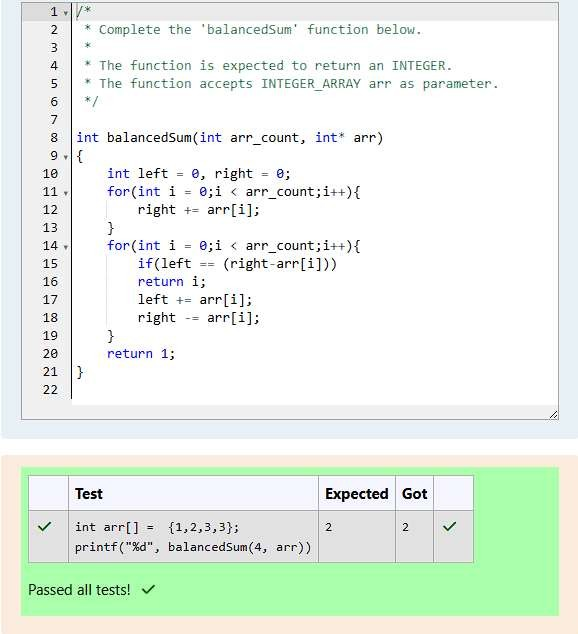 1 /*
2  * Complete the 'balancedSum' function below.
3  *
4  * The function is expected to return an INTEGER.
5  * The function accepts INTEGER_ARRAY arr as parameter.
6  */
7
8 int balancedSum(int arr_count, int* arr)
9 {
10     int left = 0, right = 0;
11     for(int i = 0;i < arr_count;i++){
12         right += arr[i];
13     }
14     for(int i = 0;i < arr_count;i++){
15         if(left == (right-arr[i]))
16         return i;
17         left += arr[i];
18         right -= arr[i];
19     }
20     return 1;
21 }
22
Test Expected Got
int arr[] =  {1,2,3,3}; 2 2
printf("%d", balancedSum(4, arr))
Passed all tests!